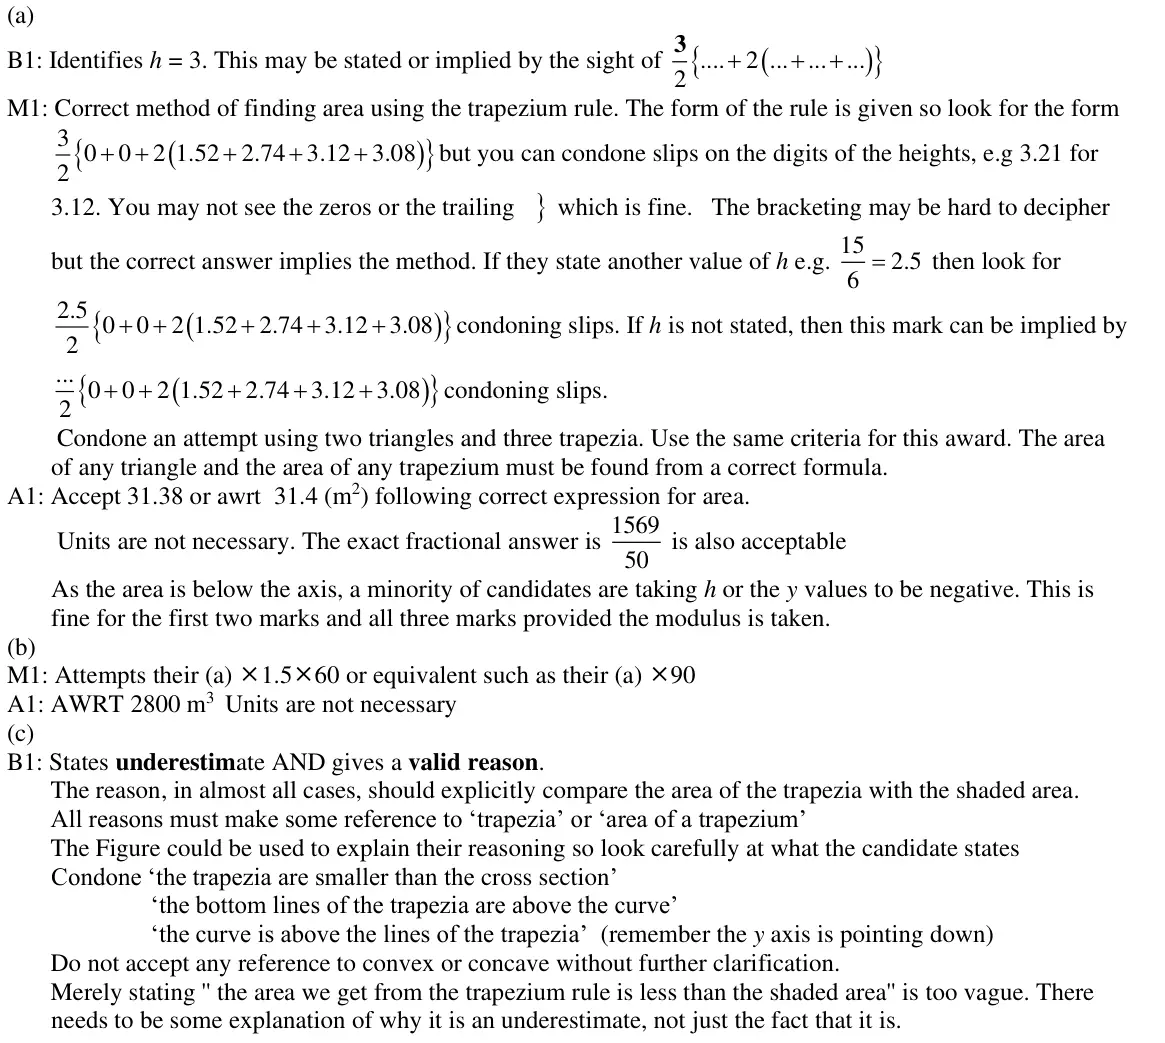 (a)
B1: Identifies h = 3. This may be stated or implied by the sight of 3/2 {.... + 2(... + ... + ...)}
M1: Correct method of finding area using the trapezium rule. The form of the rule is given so look for the form
3/2 {0 + 0 + 2(1.52 + 2.74 + 3.12 + 3.08)} but you can condone slips on the digits of the heights, e.g 3.21 for
3.12. You may not see the zeros or the trailing } which is fine. The bracketing may be hard to decipher
but the correct answer implies the method. If they state another value of h e.g. 15/6 = 2.5 then look for
2.5/2 {0 + 0 + 2(1.52 + 2.74 + 3.12 + 3.08)} condoning slips. If h is not stated, then this mark can be implied by
.../2 {0 + 0 + 2(1.52 + 2.74 + 3.12 + 3.08)} condoning slips.
Condone an attempt using two triangles and three trapezia. Use the same criteria for this award. The area
of any triangle and the area of any trapezium must be found from a correct formula.
A1: Accept 31.38 or awrt 31.4 (m²) following correct expression for area.
Units are not necessary. The exact fractional answer is 1569/50 is also acceptable
As the area is below the axis, a minority of candidates are taking h or the y values to be negative. This is
fine for the first two marks and all three marks provided the modulus is taken.
(b)
M1: Attempts their (a) ×1.5×60 or equivalent such as their (a) ×90
A1: AWRT 2800 m³ Units are not necessary
(c)
B1: States underestimate AND gives a valid reason.
The reason, in almost all cases, should explicitly compare the area of the trapezia with the shaded area.
All reasons must make some reference to ‘trapezia’ or ‘area of a trapezium’
The Figure could be used to explain their reasoning so look carefully at what the candidate states
Condone ‘the trapezia are smaller than the cross section’
‘the bottom lines of the trapezia are above the curve’
‘the curve is above the lines of the trapezia’ (remember the y axis is pointing down)
Do not accept any reference to convex or concave without further clarification.
Merely stating " the area we get from the trapezium rule is less than the shaded area" is too vague. There
needs to be some explanation of why it is an underestimate, not just the fact that it is.